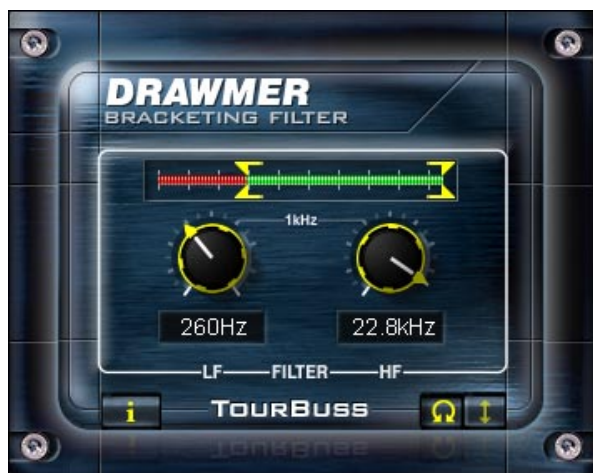 DRAWMER
BRACKETING FILTER
1kHz
260Hz 22.8kHz
LF FILTER HF
i TourBuss